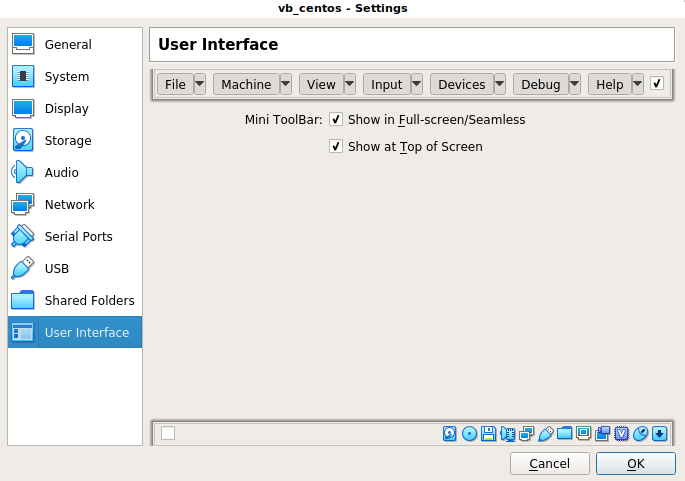 vb_centos - Settings
General
System
Display
Storage
Audio
Network
Serial Ports
USB
Shared Folders
User Interface
User Interface
File Machine View Input Devices Debug Help
Mini ToolBar: Show in Full-screen/Seamless
Show at Top of Screen
Cancel OK